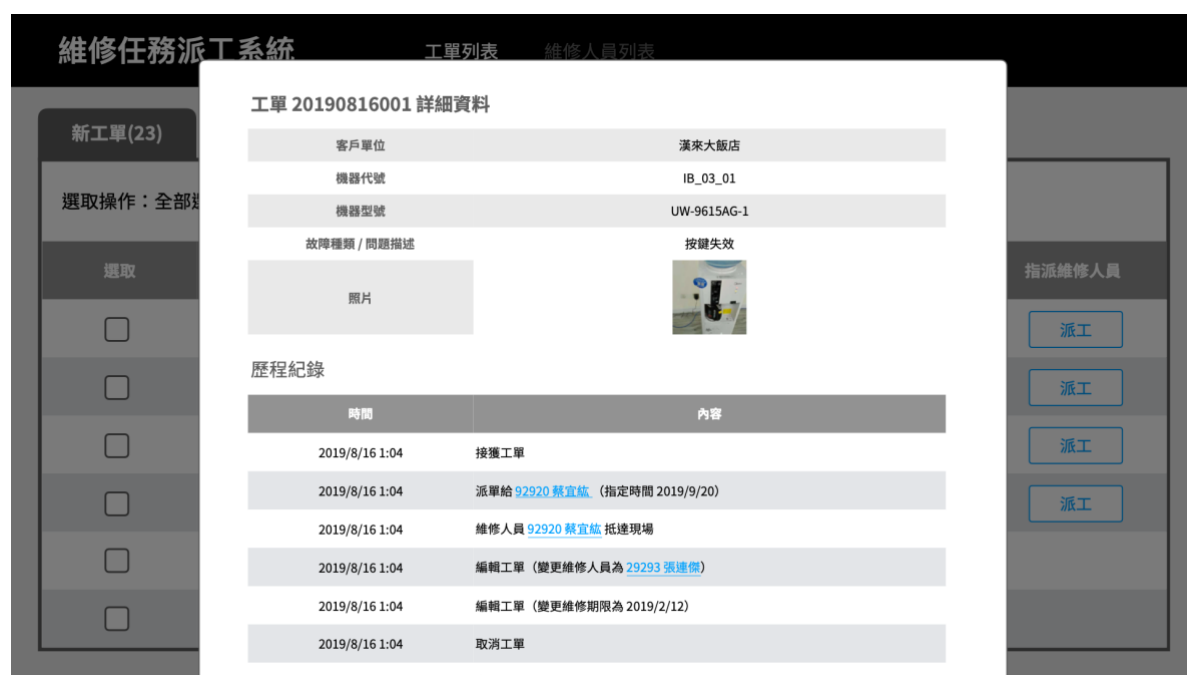 維修任務派工系統 工單列表 維修人員列表
工單 20190816001 詳細資料
新工單(23)
客戶單位 漢來大飯店
機器代號 IB_03_01
選取操作：全部
機器型號 UW-9615AG-1
故障種類 / 問題描述 按鍵失效
選取 指派維修人員
照片
派工
歷程紀錄
派工
時間 內容
派工
2019/8/16 1:04 接獲工單
2019/8/16 1:04 派單給 92920 蔡宜紘 （指定時間 2019/9/20）
派工
2019/8/16 1:04 維修人員 92920 蔡宜紘 抵達現場
2019/8/16 1:04 編輯工單（變更維修人員為 29293 張連傑）
2019/8/16 1:04 編輯工單（變更維修期限為 2019/2/12）
2019/8/16 1:04 取消工單